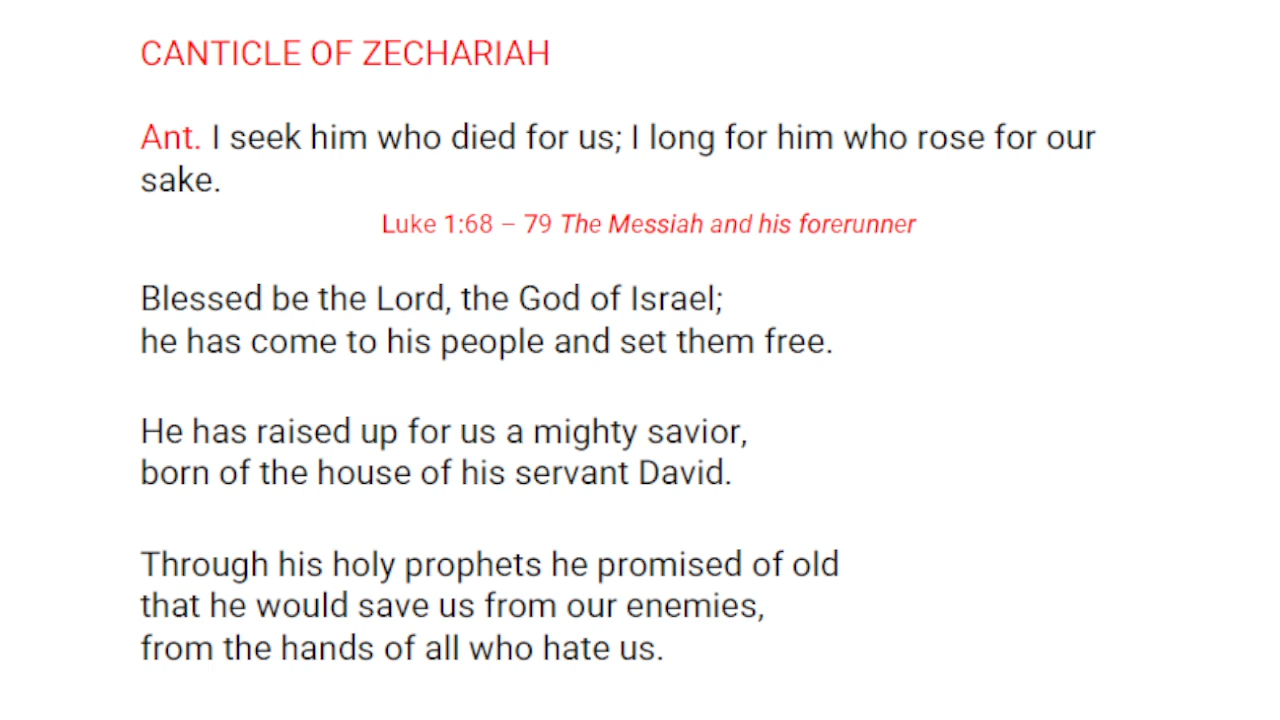 CANTICLE OF ZECHARIAH
Ant. I seek him who died for us; I long for him who rose for our
sake.
Luke 1:68 – 79 The Messiah and his forerunner
Blessed be the Lord, the God of Israel;
he has come to his people and set them free.
He has raised up for us a mighty savior,
born of the house of his servant David.
Through his holy prophets he promised of old
that he would save us from our enemies,
from the hands of all who hate us.